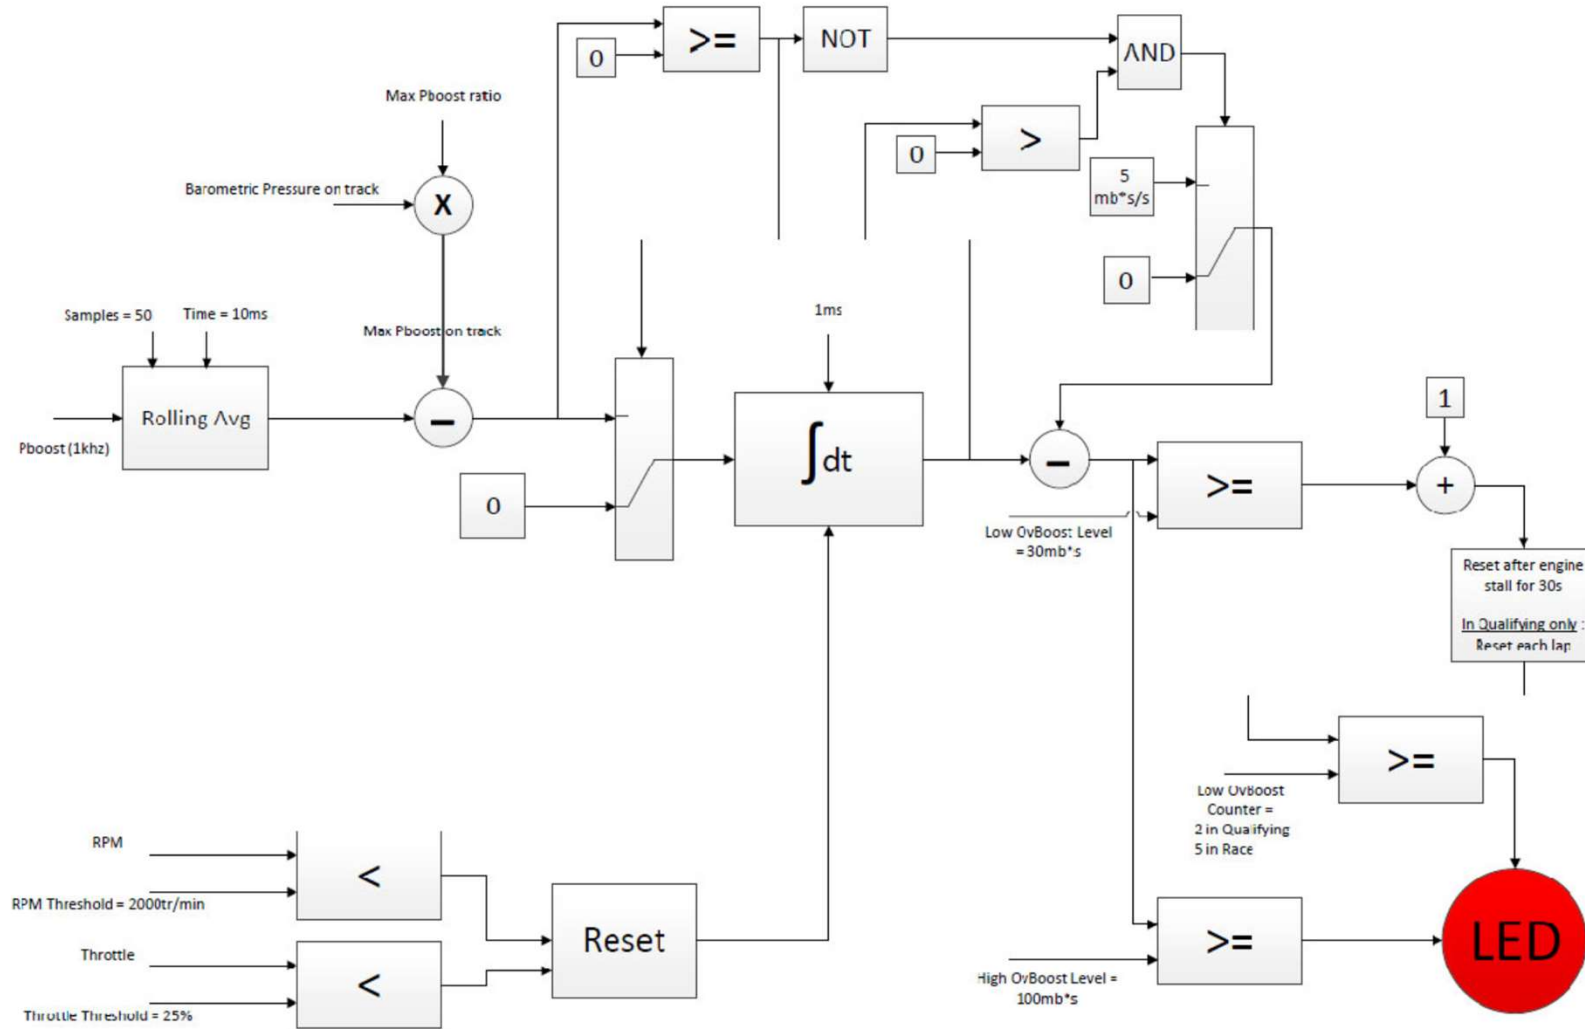 >=
0
NOT
AND
>
0
Max Pboost ratio
Barometric Pressure on track
X
5
mb*s/s
0
Samples = 50
Time = 10ms
1ms
Max Pboost on track
Rolling Avg
Pboost (1khz)
−
0
∫dt
−
1
>=
+
Low OvBoost Level
= 30mb*s
Reset after engine
stall for 30s
In Qualifying only :
Reset each lap
>=
Low OvBoost
Counter =
2 in Qualifying
5 in Race
RPM
<
RPM Threshold = 2000tr/min
Reset
Throttle
<
Throttle Threshold = 25%
>=
LED
High OvBoost Level =
100mb*s